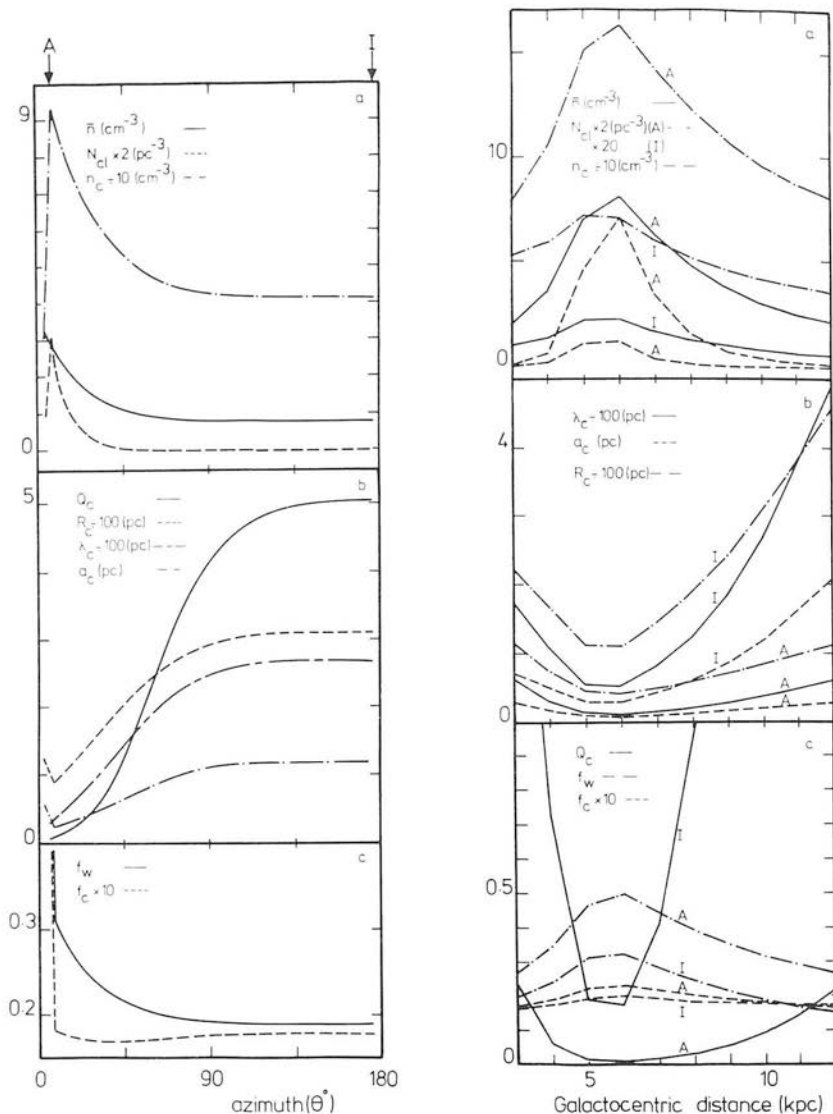 A
I
a
9
n̄ (cm⁻³) ——
N_cl × 2 (pc⁻³) ----
n_c ÷ 10 (cm⁻³) — —
0
b
5
Q_c ——
R_c ÷ 100 (pc) ----
λ_c ÷ 100 (pc) —·—
a_c (pc) — —
0
c
f_w ——
f_c × 10 ----
0.3
0.2
0
90
180
azimuth (θ°)
a
A
n̄ (cm⁻³) ——
N_cl × 2 (pc⁻³)(A) - - -
× 20 (I)
n_c ÷ 10 (cm⁻³) — —
10
A
I
A
I
A
0
b
λ_c ÷ 100 (pc) ——
a_c (pc) ----
R_c ÷ 100 (pc) — —
4
I
I
I
A
A
A
0
c
Q_c ——
f_w —·—
f_c × 10 ----
I
0.5
A
I
A
I
A
0
5
10
Galactocentric distance (kpc)